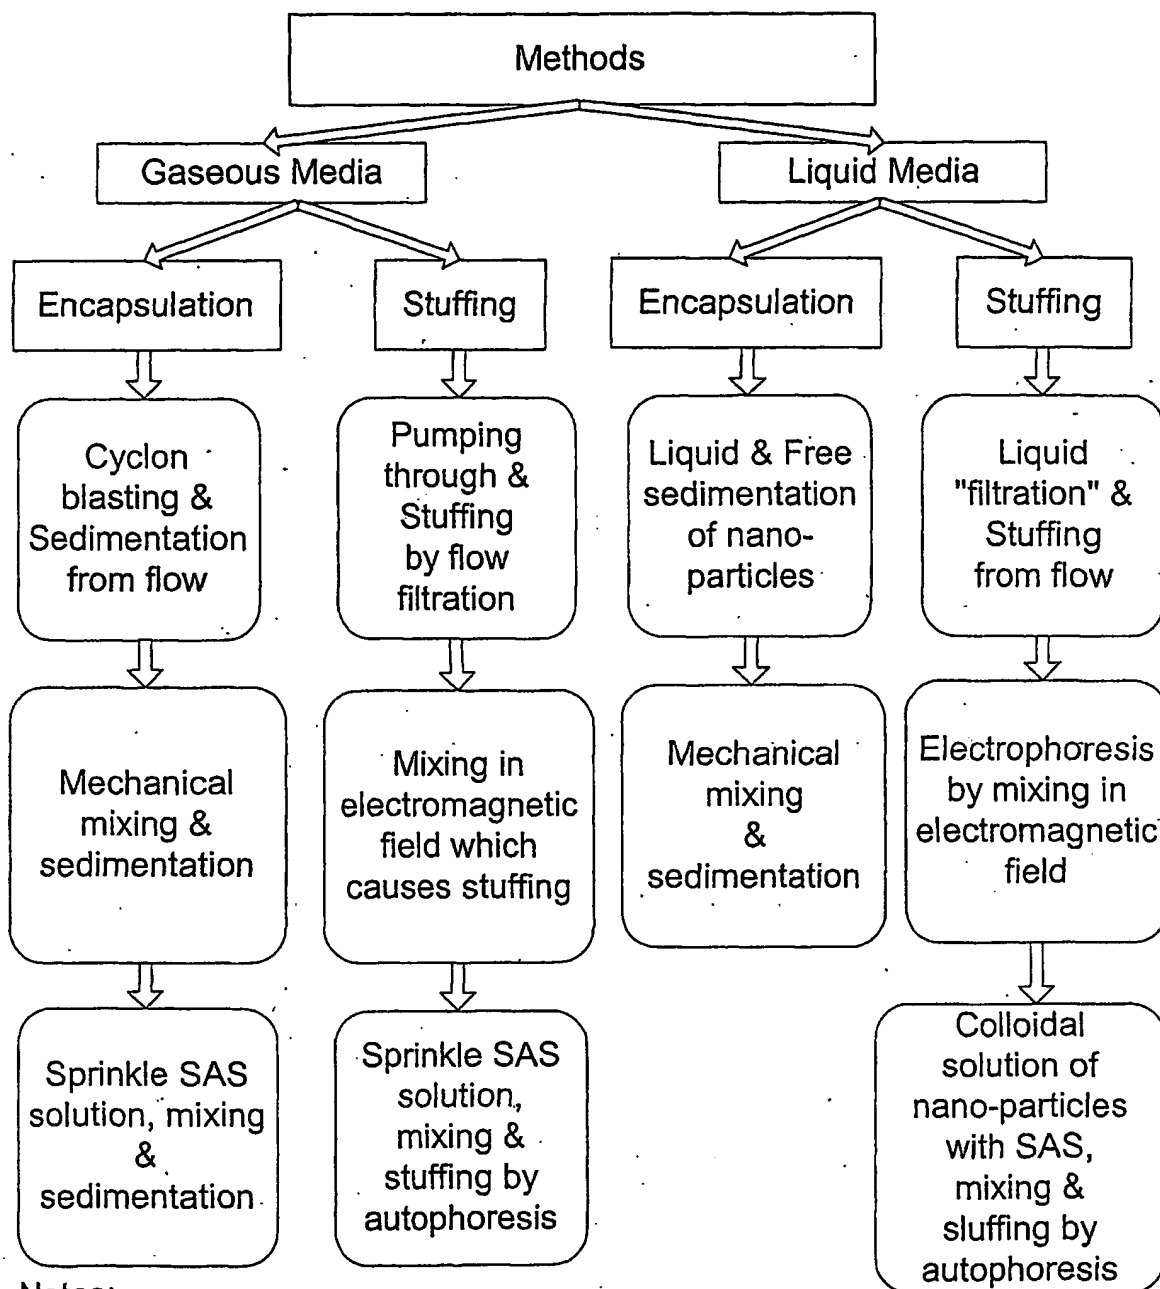 Methods
Gaseous Media
Liquid Media
Encapsulation
Stuffing
Encapsulation
Stuffing
Cyclon
blasting &
Sedimentation
from flow
Pumping
through &
Stuffing
by flow
filtration
Liquid & Free
sedimentation
of nano-
particles
Liquid
"filtration" &
Stuffing
from flow
Mechanical
mixing &
sedimentation
Mixing in
electromagnetic
field which
causes stuffing
Mechanical
mixing
&
sedimentation
Electrophoresis
by mixing in
electromagnetic
field
Sprinkle SAS
solution, mixing
&
sedimentation
Sprinkle SAS
solution,
mixing &
stuffing by
autophoresis
Colloidal
solution of
nano-particles
with SAS,
mixing &
sluffing by
autophoresis